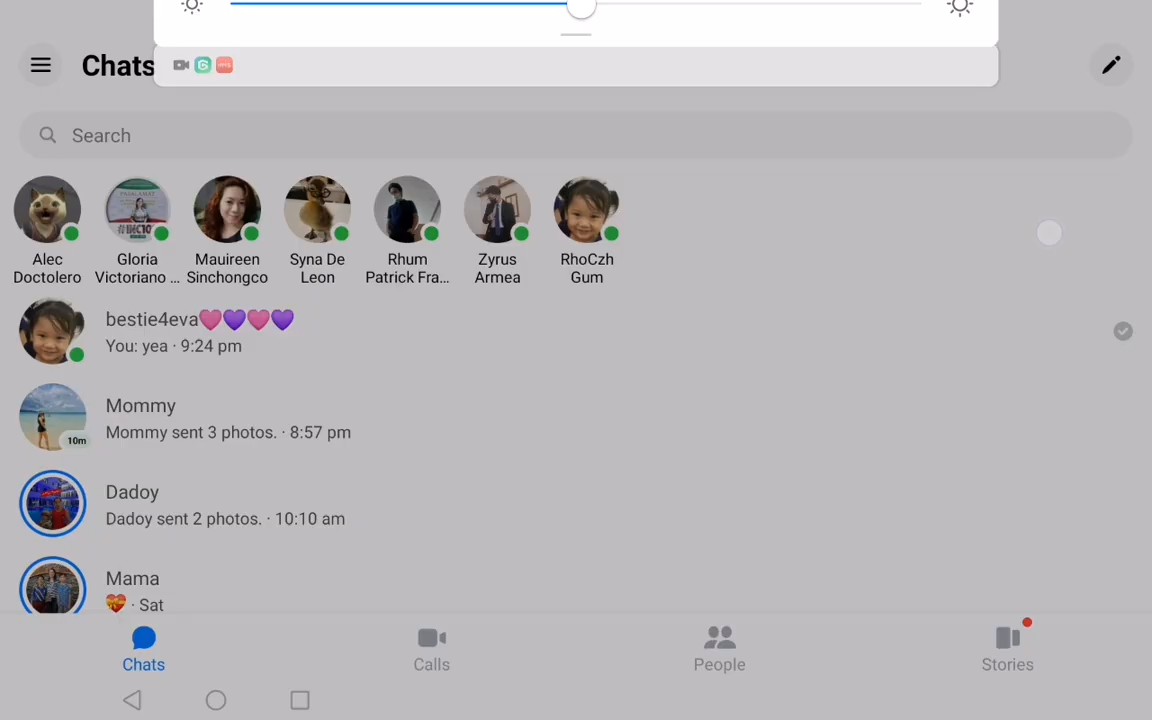 Chats
Search
Alec
Doctolero
Gloria
Victoriano ...
Mauireen
Sinchongco
Syna De
Leon
Rhum
Patrick Fra...
Zyrus
Armea
RhoCzh
Gum
bestie4eva💗💜💗💜
You: yea · 9:24 pm
Mommy
Mommy sent 3 photos. · 8:57 pm
10m
Dadoy
Dadoy sent 2 photos. · 10:10 am
Mama
💝 · Sat
Chats
Calls
People
Stories